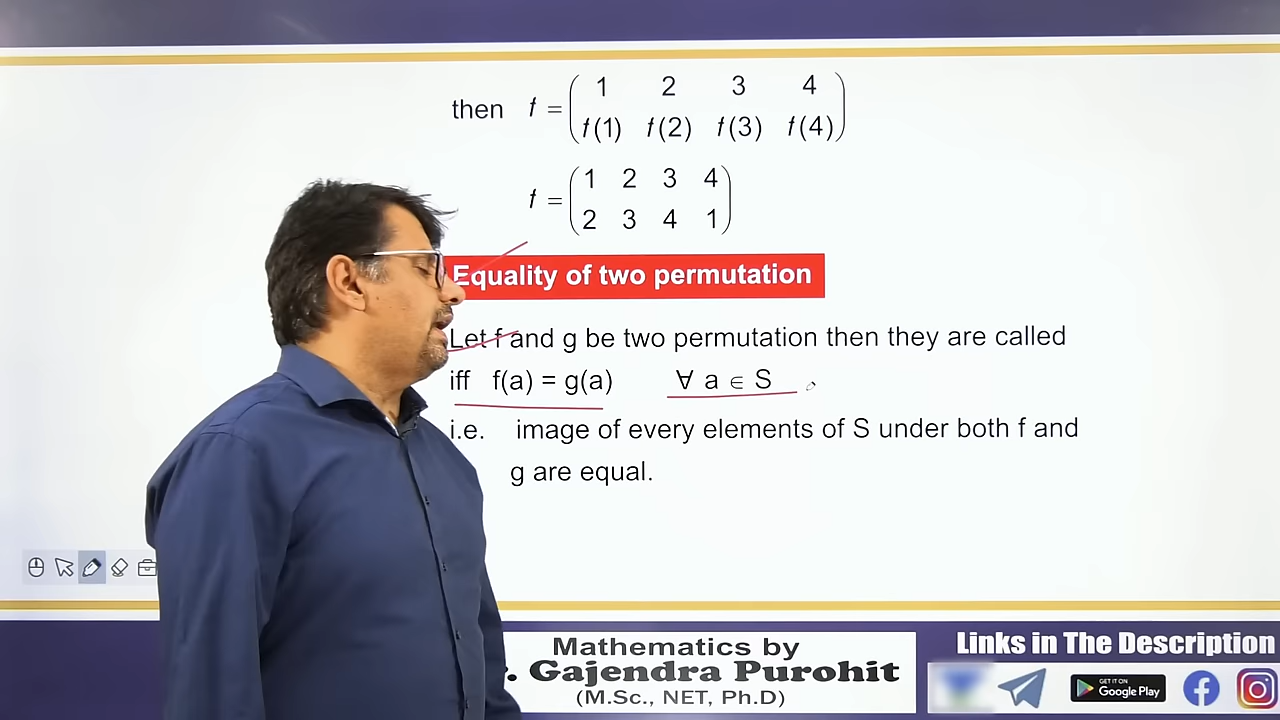 then f = ( 1 2 3 4
f(1) f(2) f(3) f(4) )
f = ( 1 2 3 4
2 3 4 1 )
Equality of two permutation
Let f and g be two permutation then they are called
iff f(a) = g(a) ∀ a ∈ S
i.e. image of every elements of S under both f and
g are equal.
Mathematics by
Gajendra Purohit
(M.Sc., NET, Ph.D)
Links in The Description
GET IT ON
Google Play